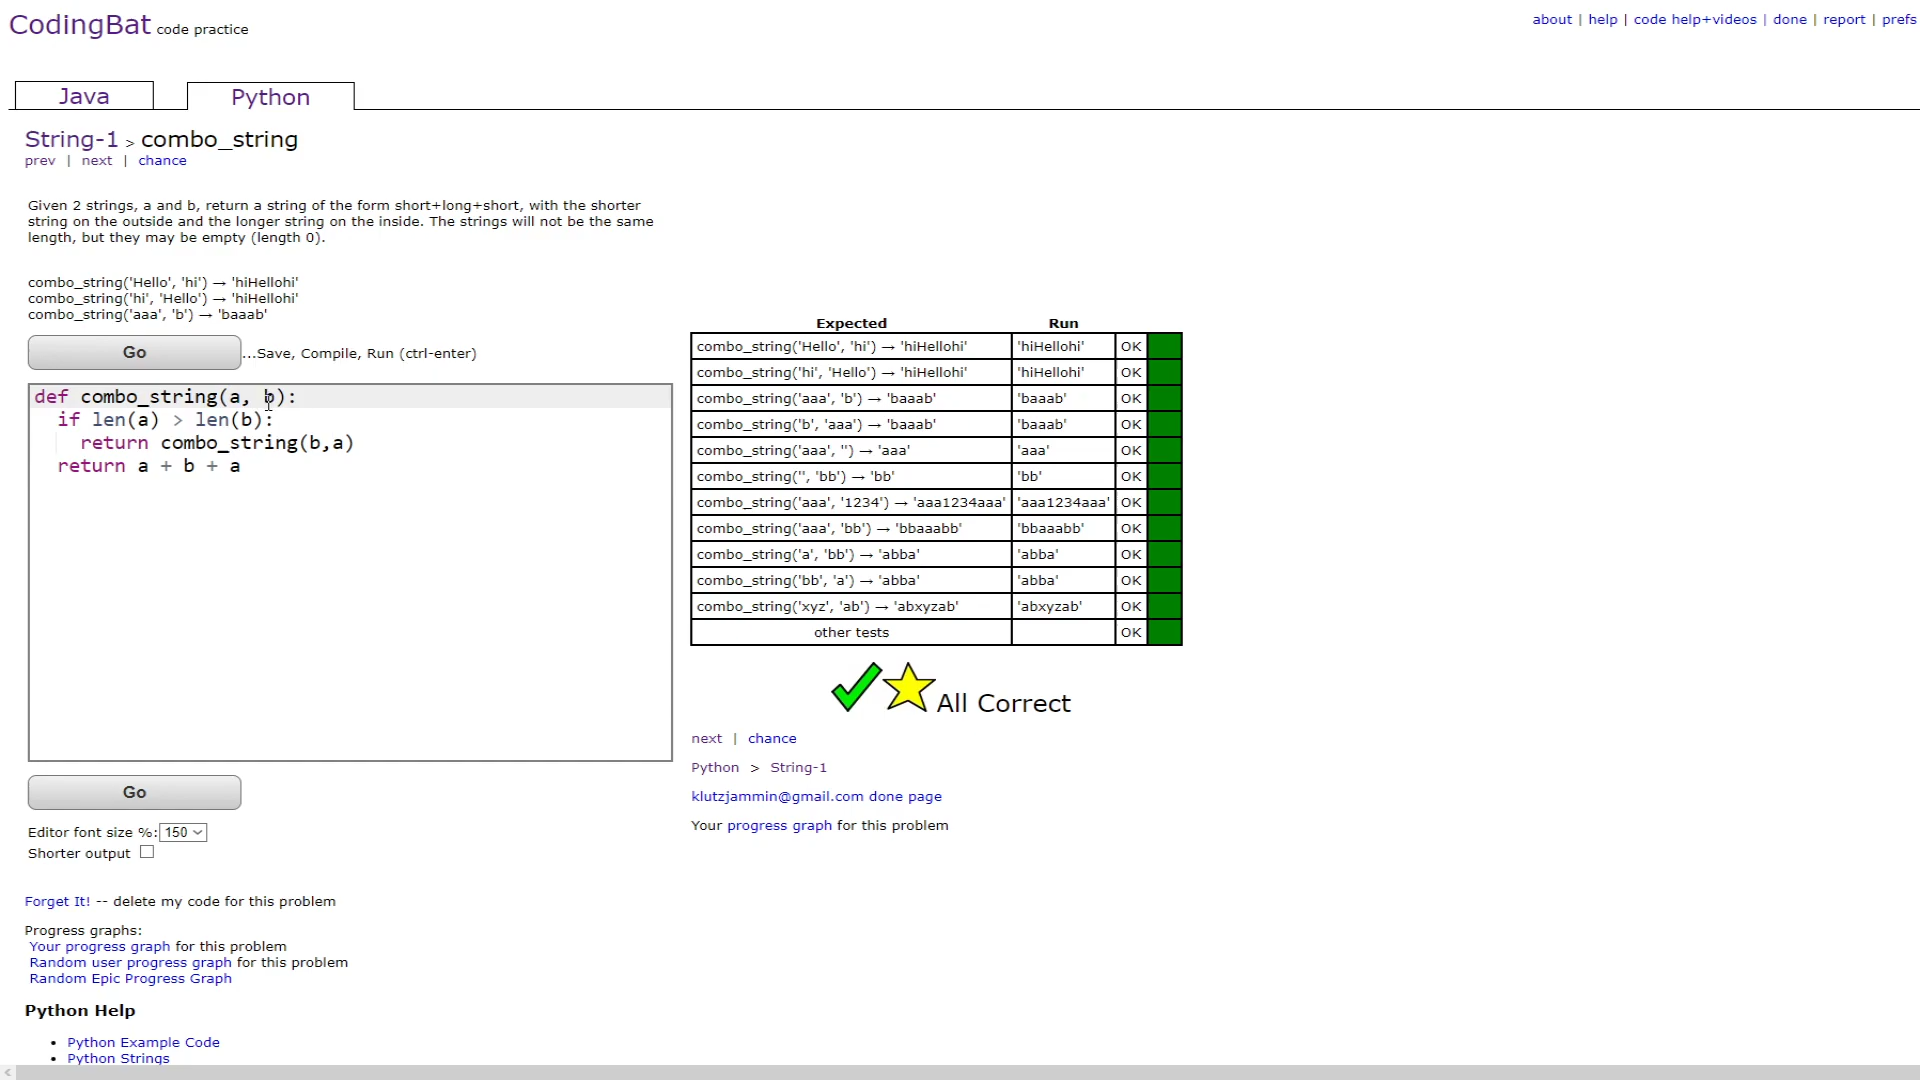 CodingBat code practice
about | help | code help+videos | done | report | prefs
Java
Python
String-1 > combo_string
prev | next | chance
Given 2 strings, a and b, return a string of the form short+long+short, with the shorter
string on the outside and the longer string on the inside. The strings will not be the same
length, but they may be empty (length 0).
combo_string('Hello', 'hi') → 'hiHellohi'
combo_string('hi', 'Hello') → 'hiHellohi'
combo_string('aaa', 'b') → 'baaab'
Go ...Save, Compile, Run (ctrl-enter)
def combo_string(a, b):
if len(a) > len(b):
return combo_string(b,a)
return a + b + a
Go
Editor font size %: 150
Shorter output
Forget It! -- delete my code for this problem
Progress graphs:
Your progress graph for this problem
Random user progress graph for this problem
Random Epic Progress Graph
Python Help
• Python Example Code
• Python Strings
Expected Run
combo_string('Hello', 'hi') → 'hiHellohi' 'hiHellohi' OK
combo_string('hi', 'Hello') → 'hiHellohi' 'hiHellohi' OK
combo_string('aaa', 'b') → 'baaab' 'baaab' OK
combo_string('b', 'aaa') → 'baaab' 'baaab' OK
combo_string('aaa', '') → 'aaa' 'aaa' OK
combo_string('', 'bb') → 'bb' 'bb' OK
combo_string('aaa', '1234') → 'aaa1234aaa' 'aaa1234aaa' OK
combo_string('aaa', 'bb') → 'bbaaabb' 'bbaaabb' OK
combo_string('a', 'bb') → 'abba' 'abba' OK
combo_string('bb', 'a') → 'abba' 'abba' OK
combo_string('xyz', 'ab') → 'abxyzab' 'abxyzab' OK
other tests OK
All Correct
next | chance
Python > String-1
klutzjammin@gmail.com done page
Your progress graph for this problem